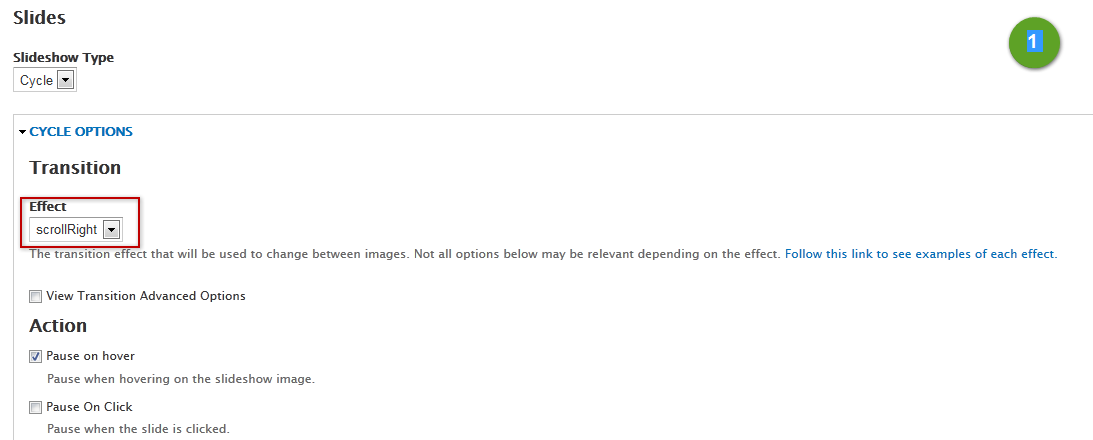 Slides
1
Slideshow Type
Cycle
CYCLE OPTIONS
Transition
Effect
scrollRight
The transition effect that will be used to change between images. Not all options below may be relevant depending on the effect. Follow this link to see examples of each effect.
View Transition Advanced Options
Action
Pause on hover
Pause when hovering on the slideshow image.
Pause On Click
Pause when the slide is clicked.